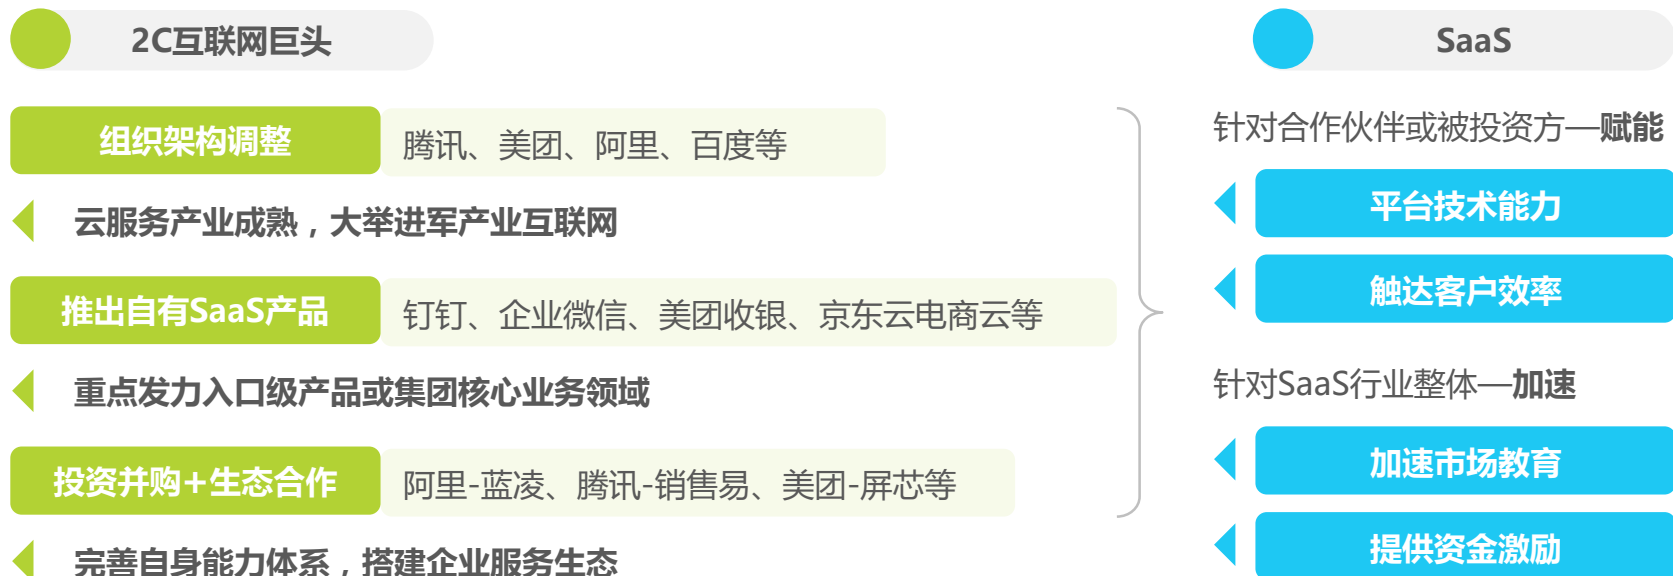 2C互联网巨头
组织架构调整
腾讯、美团、阿里、百度等
云服务产业成熟，大举进军产业互联网
推出自有SaaS产品
钉钉、企业微信、美团收银、京东云电商云等
重点发力入口级产品或集团核心业务领域
投资并购+生态合作
阿里-蓝凌、腾讯-销售易、美团-屏芯等
完善自身能力体系，搭建企业服务生态
SaaS
针对合作伙伴或被投资方—赋能
平台技术能力
触达客户效率
针对SaaS行业整体—加速
加速市场教育
提供资金激励